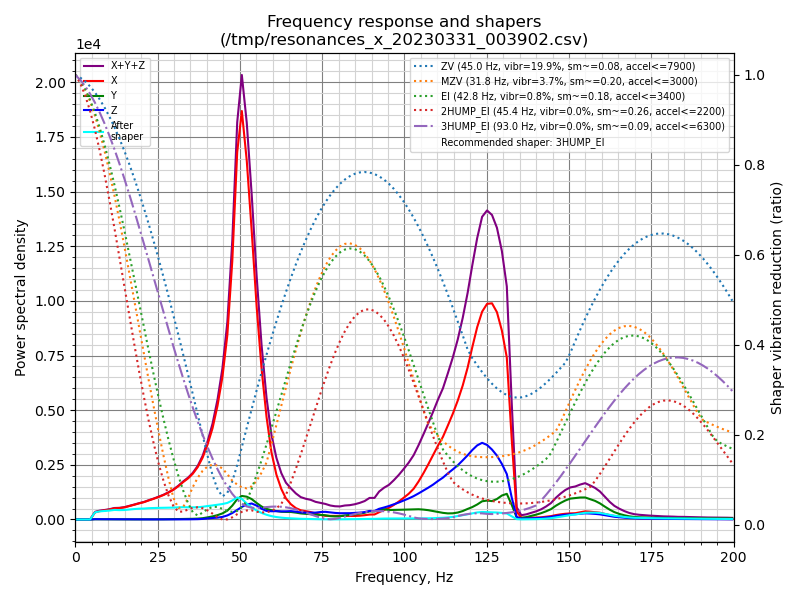 Frequency response and shapers
(/tmp/resonances_x_20230331_003902.csv)
1e4
X+Y+Z
X
Y
Z
After
shaper
ZV (45.0 Hz, vibr=19.9%, sm~=0.08, accel<=7900)
MZV (31.8 Hz, vibr=3.7%, sm~=0.20, accel<=3000)
EI (42.8 Hz, vibr=0.8%, sm~=0.18, accel<=3400)
2HUMP_EI (45.4 Hz, vibr=0.0%, sm~=0.26, accel<=2200)
3HUMP_EI (93.0 Hz, vibr=0.0%, sm~=0.09, accel<=6300)
Recommended shaper: 3HUMP_EI
2.00
1.75
1.50
1.25
1.00
0.75
0.50
0.25
0.00
Power spectral density
1.0
0.8
0.6
0.4
0.2
0.0
Shaper vibration reduction (ratio)
0 25 50 75 100 125 150 175 200
Frequency, Hz